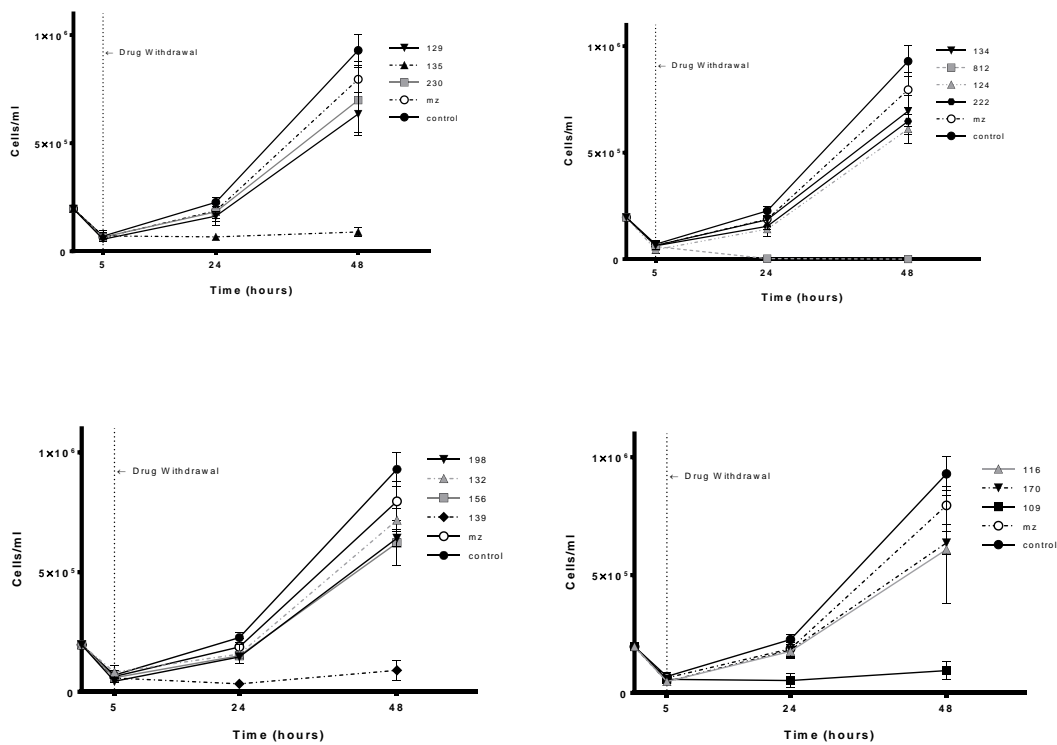 1×10⁶
← Drug Withdrawal
5×10⁵
0
Cells/ml
5
24
48
Time (hours)
129
135
230
mz
control
1×10⁶
← Drug Withdrawal
5×10⁵
0
Cells/ml
5
24
48
Time (hours)
134
812
124
222
mz
control
1×10⁶
← Drug Withdrawal
5×10⁵
0
Cells/ml
5
24
48
Time (hours)
198
132
156
139
mz
control
1×10⁶
← Drug Withdrawal
5×10⁵
0
Cells/ml
5
24
48
Time (hours)
116
170
109
mz
control